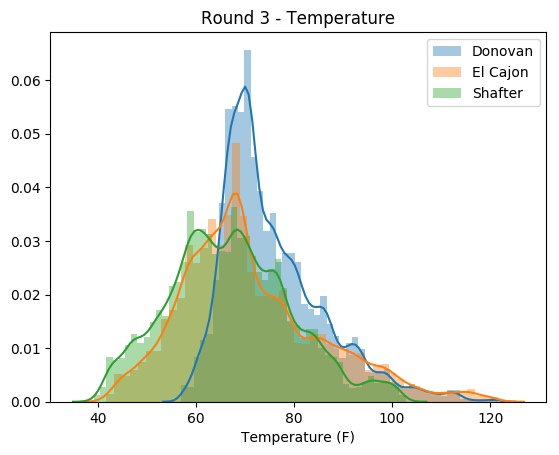 Round 3 - Temperature
Donovan
El Cajon
Shafter
0.06
0.05
0.04
0.03
0.02
0.01
0.00
40 60 80 100 120
Temperature (F)